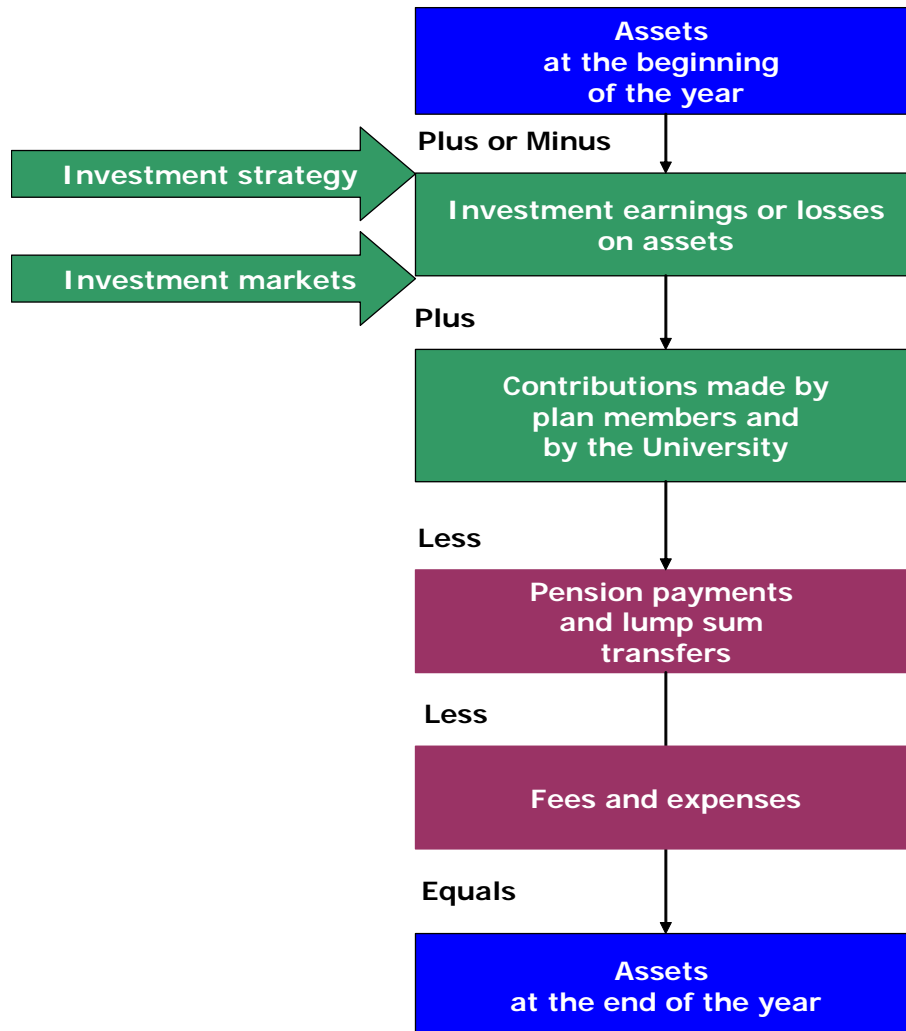 Assets
at the beginning
of the year
Plus or Minus
Investment strategy
Investment earnings or losses
on assets
Investment markets
Plus
Contributions made by
plan members and
by the University
Less
Pension payments
and lump sum
transfers
Less
Fees and expenses
Equals
Assets
at the end of the year